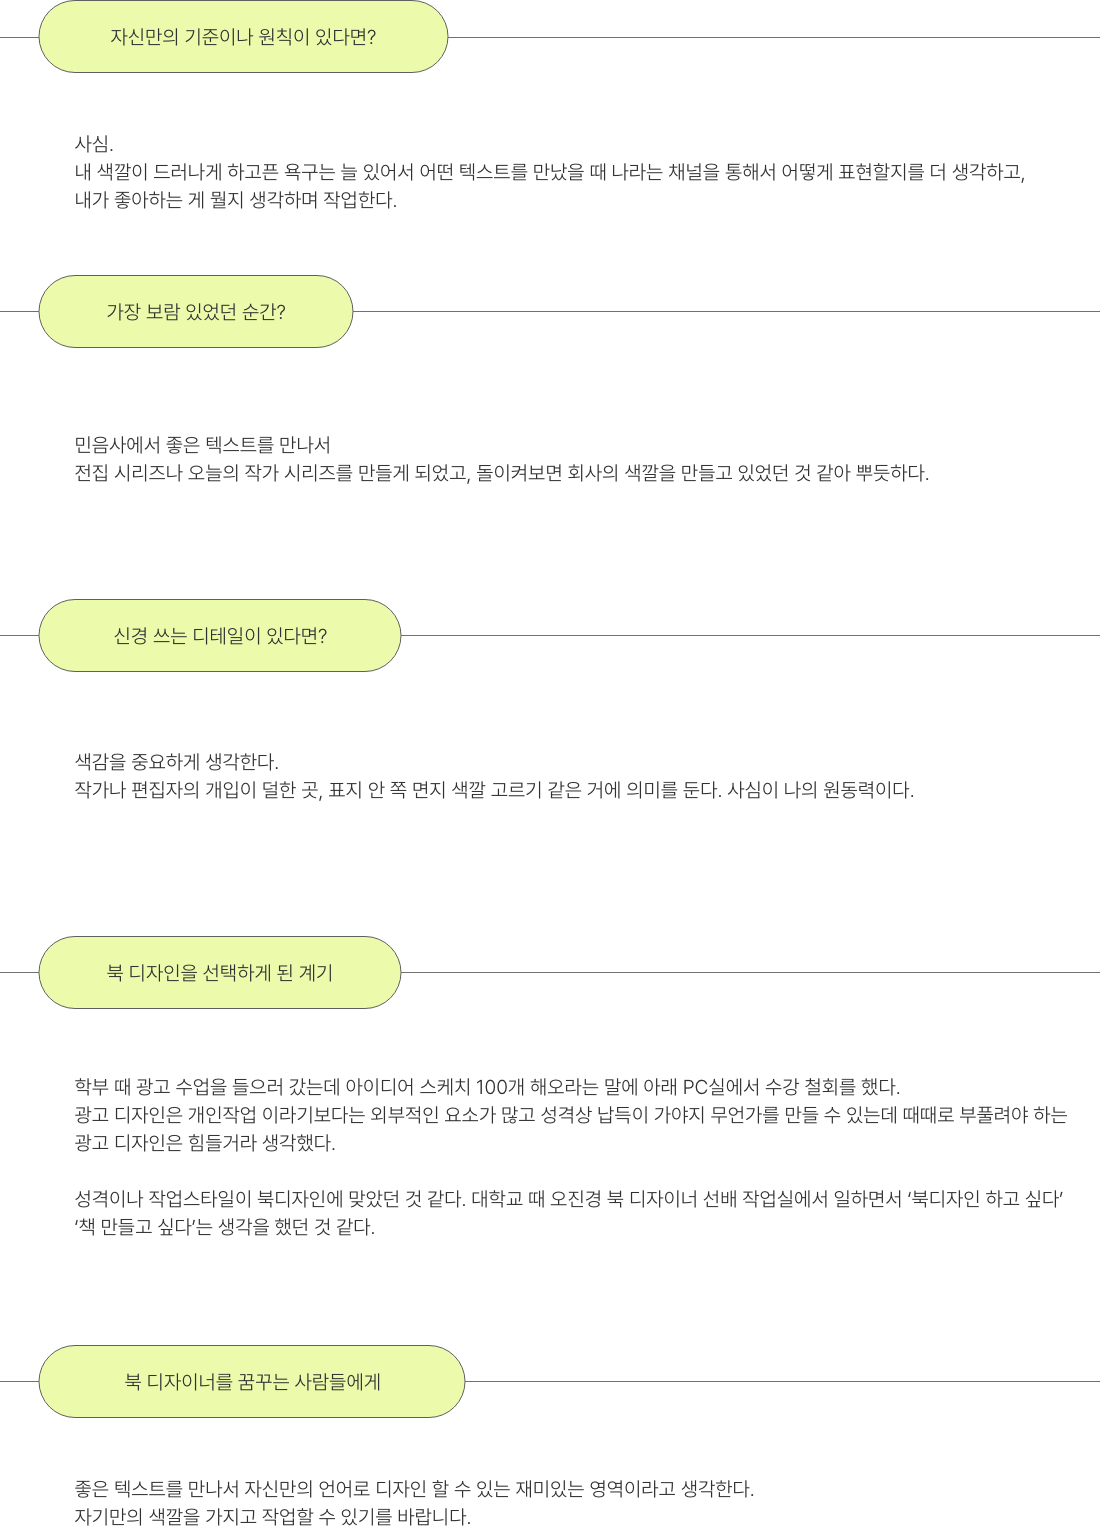 자신만의 기준이나 원칙이 있다면?
사심.
내 색깔이 드러나게 하고픈 욕구는 늘 있어서 어떤 텍스트를 만났을 때 나라는 채널을 통해서 어떻게 표현할지를 더 생각하고,
내가 좋아하는 게 뭘지 생각하며 작업한다.
가장 보람 있었던 순간?
민음사에서 좋은 텍스트를 만나서
전집 시리즈나 오늘의 작가 시리즈를 만들게 되었고, 돌이켜보면 회사의 색깔을 만들고 있었던 것 같아 뿌듯하다.
신경 쓰는 디테일이 있다면?
색감을 중요하게 생각한다.
작가나 편집자의 개입이 덜한 곳, 표지 안 쪽 면지 색깔 고르기 같은 거에 의미를 둔다. 사심이 나의 원동력이다.
북 디자인을 선택하게 된 계기
학부 때 광고 수업을 들으러 갔는데 아이디어 스케치 100개 해오라는 말에 아래 PC실에서 수강 철회를 했다.
광고 디자인은 개인작업 이라기보다는 외부적인 요소가 많고 성격상 납득이 가야지 무언가를 만들 수 있는데 때때로 부풀려야 하는
광고 디자인은 힘들거라 생각했다.
성격이나 작업스타일이 북디자인에 맞았던 것 같다. 대학교 때 오진경 북 디자이너 선배 작업실에서 일하면서 ‘북디자인 하고 싶다’
‘책 만들고 싶다’는 생각을 했던 것 같다.
북 디자이너를 꿈꾸는 사람들에게
좋은 텍스트를 만나서 자신만의 언어로 디자인 할 수 있는 재미있는 영역이라고 생각한다.
자기만의 색깔을 가지고 작업할 수 있기를 바랍니다.